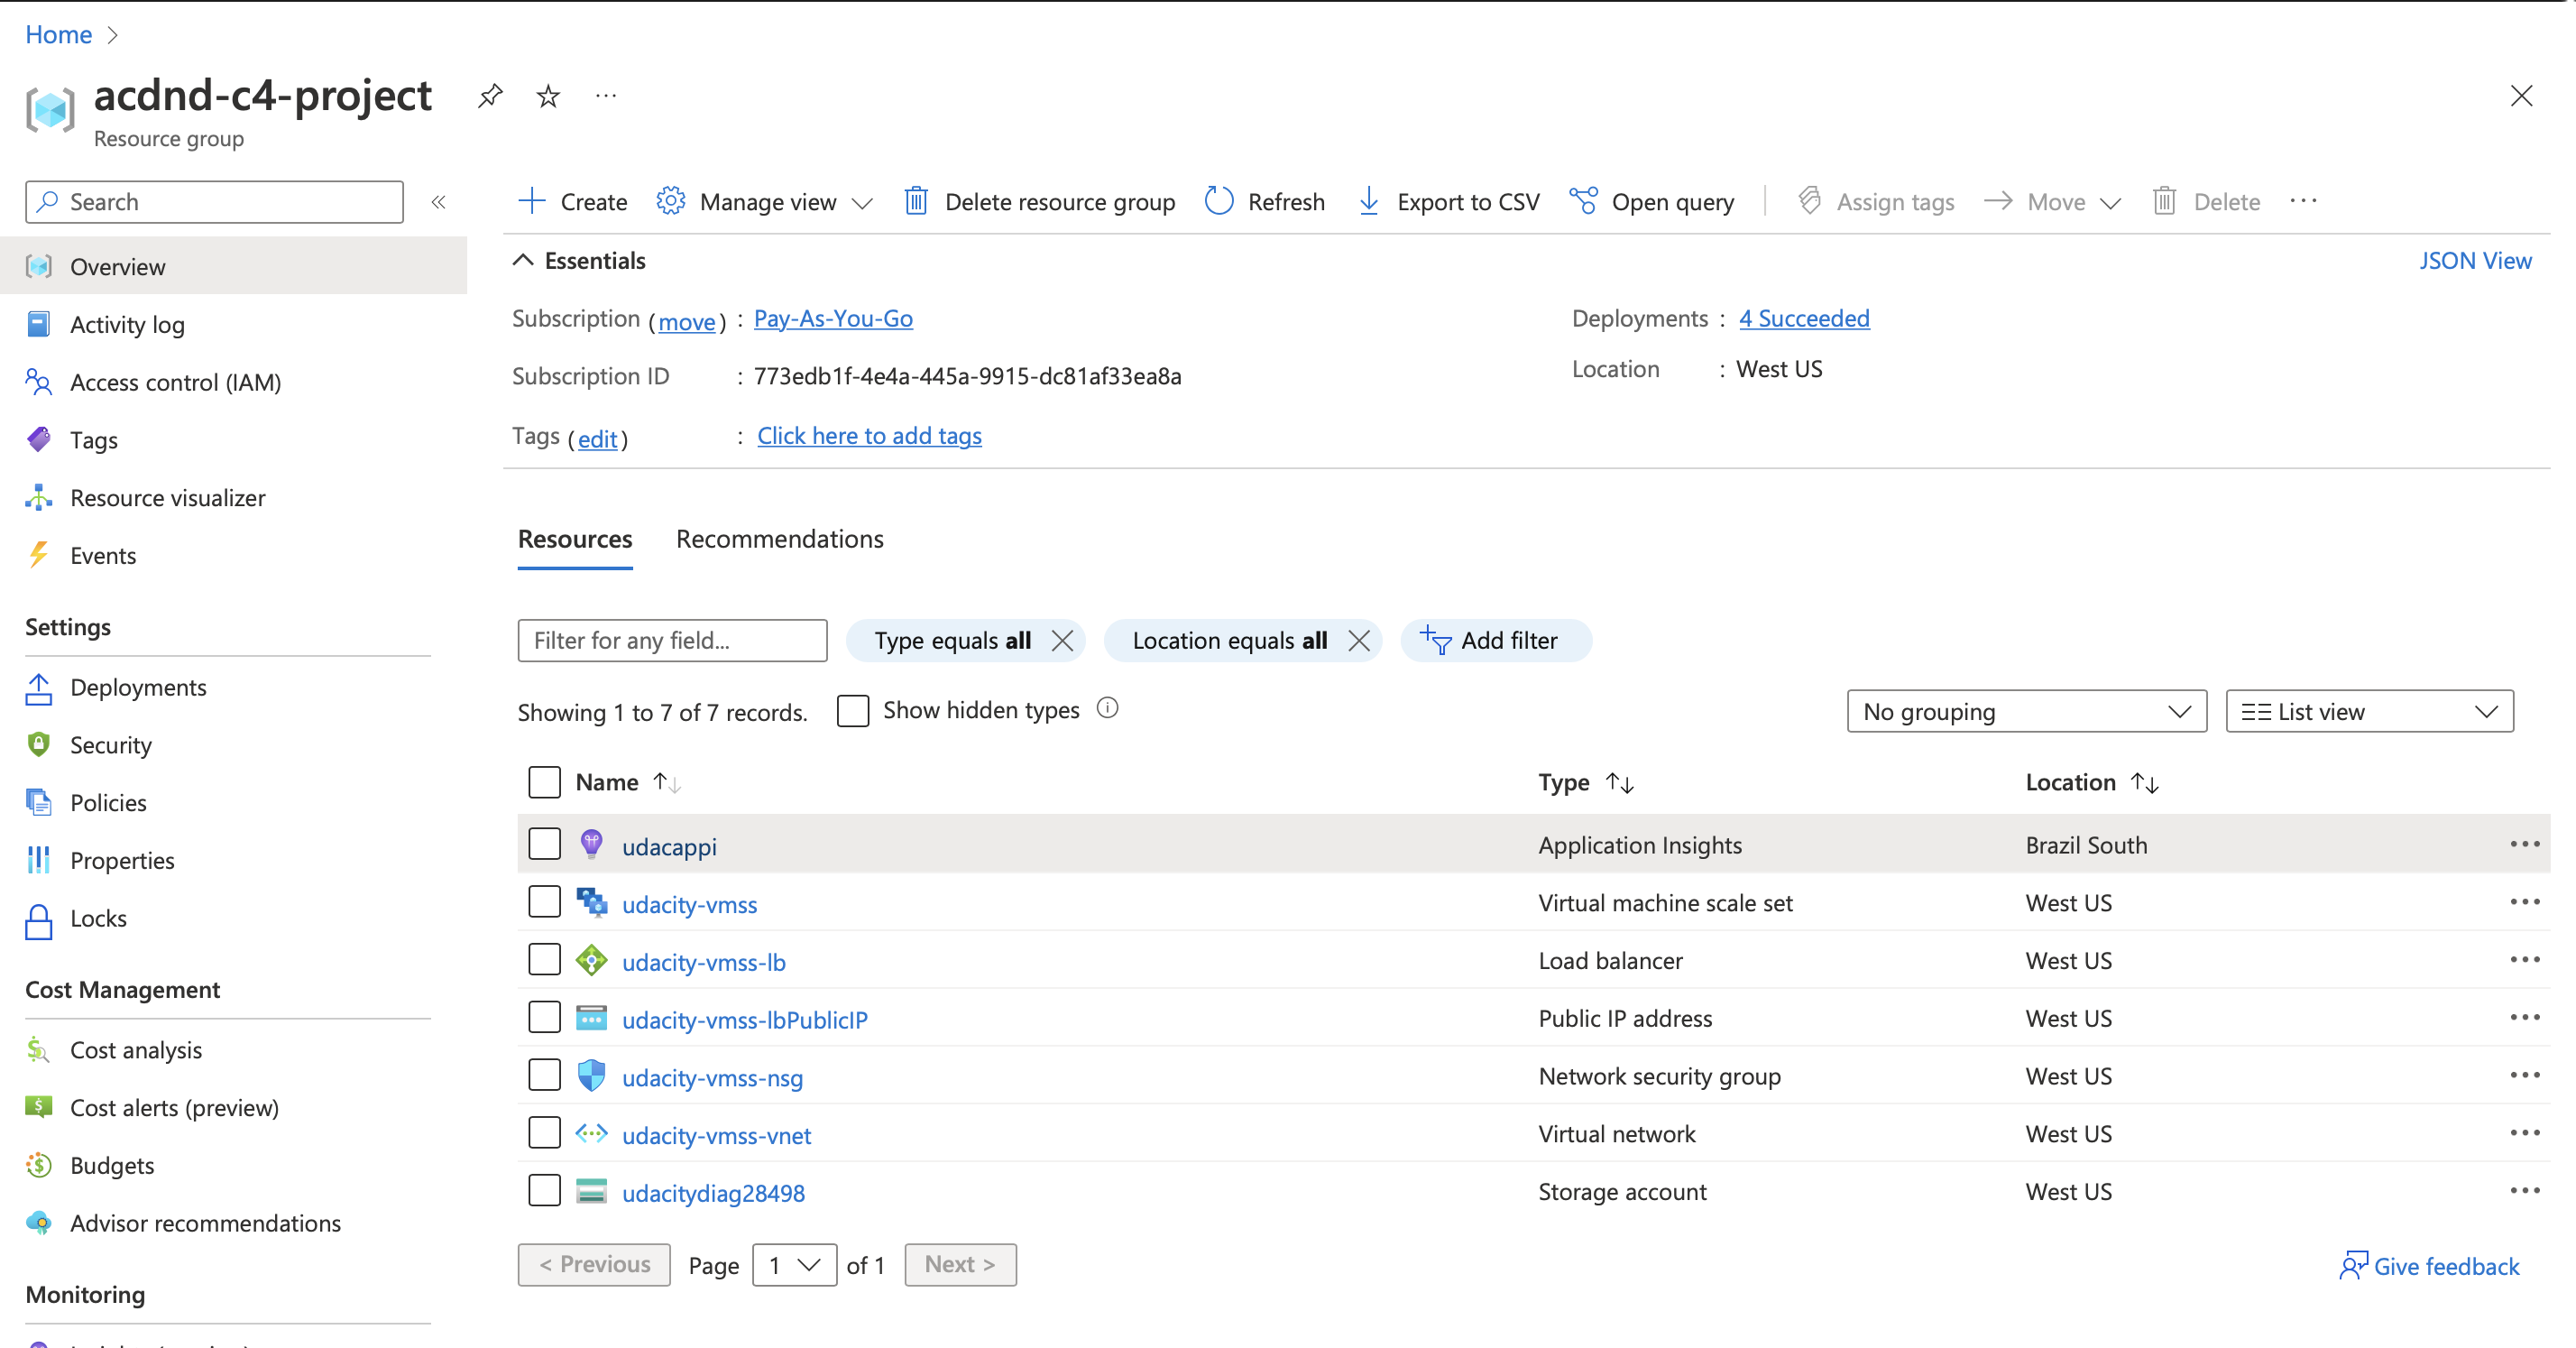 Home
acdnd-c4-project
Resource group
Search
Overview
Activity log
Access control (IAM)
Tags
Resource visualizer
Events
Settings
Deployments
Security
Policies
Properties
Locks
Cost Management
Cost analysis
Cost alerts (preview)
Budgets
Advisor recommendations
Monitoring
Create Manage view Delete resource group Refresh Export to CSV Open query Assign tags Move Delete
Essentials JSON View
Subscription (move) : Pay-As-You-Go Deployments : 4 Succeeded
Subscription ID : 773edb1f-4e4a-445a-9915-dc81af33ea8a Location : West US
Tags (edit) : Click here to add tags
Resources Recommendations
Filter for any field... Type equals all Location equals all Add filter
Showing 1 to 7 of 7 records. Show hidden types No grouping List view
Name Type Location
udacappi Application Insights Brazil South
udacity-vmss Virtual machine scale set West US
udacity-vmss-lb Load balancer West US
udacity-vmss-lbPublicIP Public IP address West US
udacity-vmss-nsg Network security group West US
udacity-vmss-vnet Virtual network West US
udacitydiag28498 Storage account West US
< Previous Page 1 of 1 Next > Give feedback